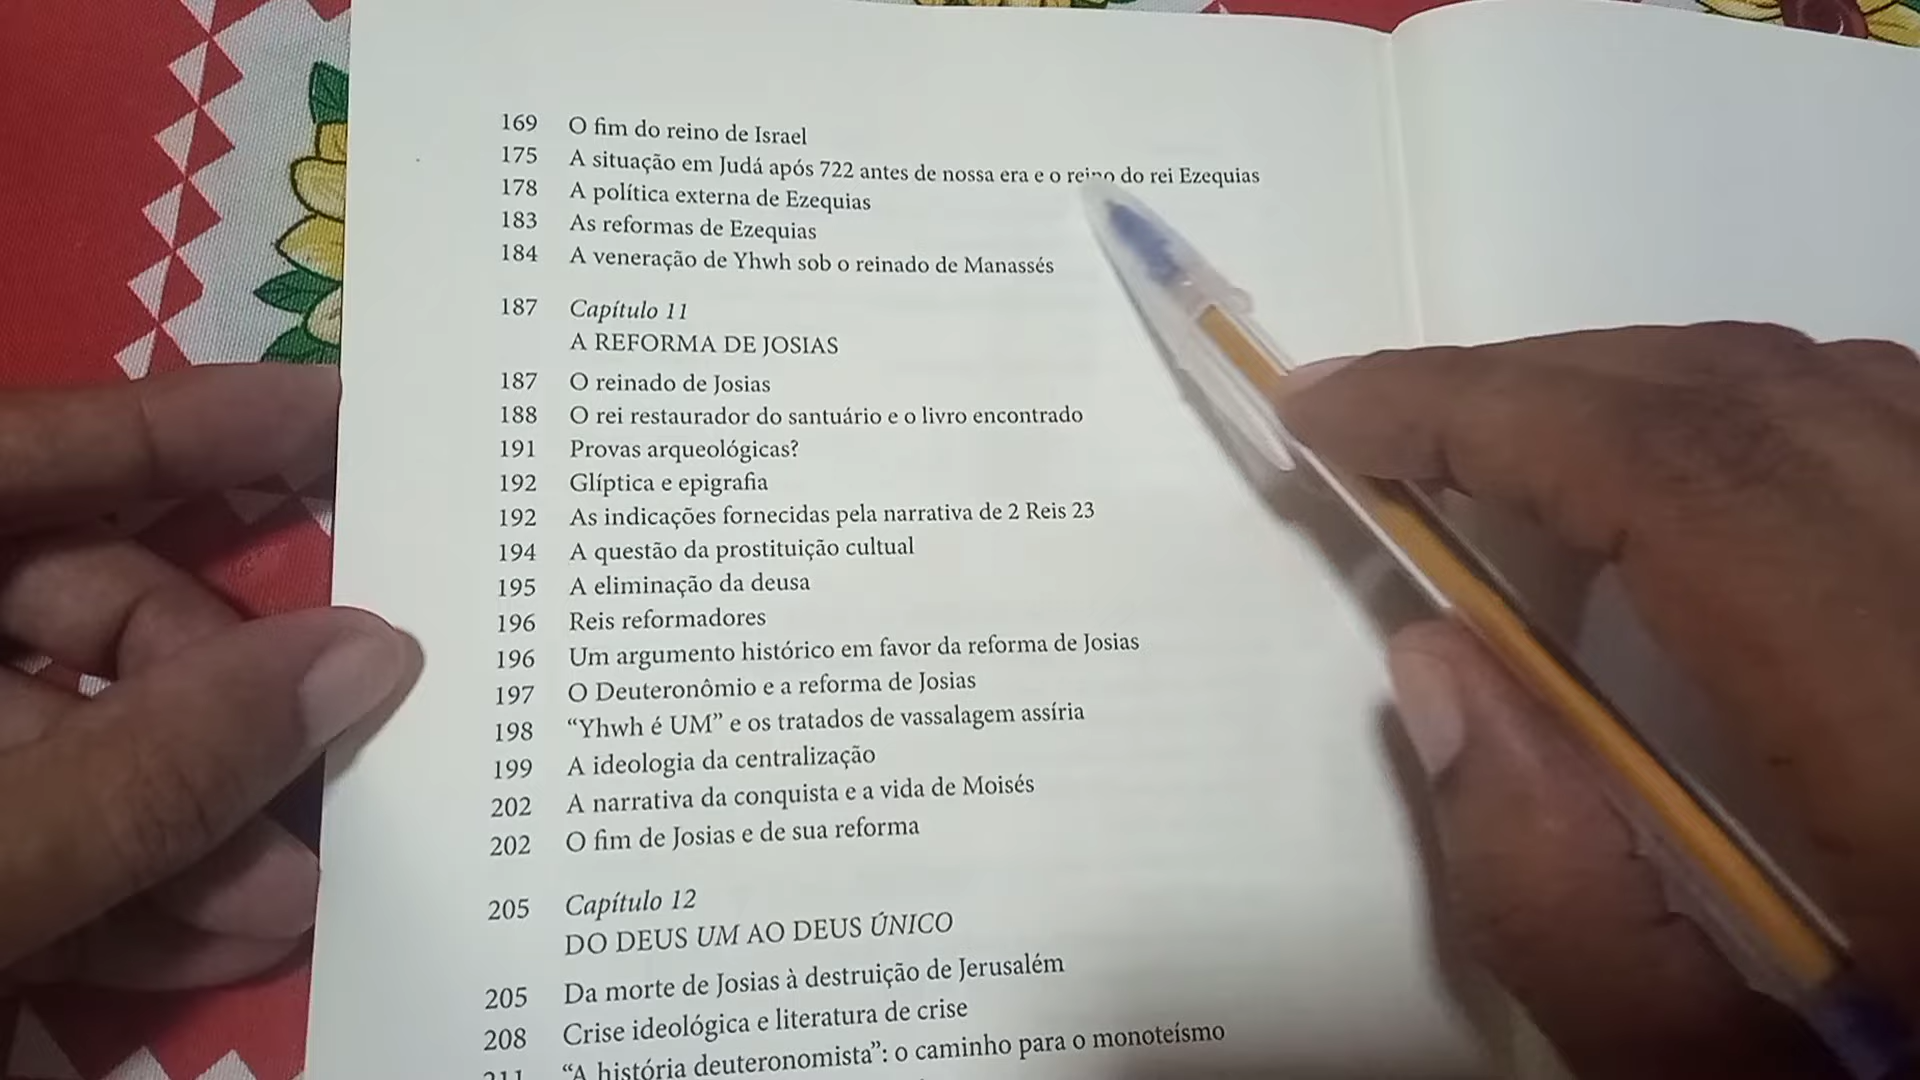 169 O fim do reino de Israel
175 A situação em Judá após 722 antes de nossa era e o reino do rei Ezequias
178 A política externa de Ezequias
183 As reformas de Ezequias
184 A veneração de Yhwh sob o reinado de Manassés
187 Capítulo 11
A REFORMA DE JOSIAS
187 O reinado de Josias
188 O rei restaurador do santuário e o livro encontrado
191 Provas arqueológicas?
192 Glíptica e epigrafia
192 As indicações fornecidas pela narrativa de 2 Reis 23
194 A questão da prostituição cultual
195 A eliminação da deusa
196 Reis reformadores
196 Um argumento histórico em favor da reforma de Josias
197 O Deuteronômio e a reforma de Josias
198 “Yhwh é UM” e os tratados de vassalagem assíria
199 A ideologia da centralização
202 A narrativa da conquista e a vida de Moisés
202 O fim de Josias e de sua reforma
205 Capítulo 12
DO DEUS UM AO DEUS ÚNICO
205 Da morte de Josias à destruição de Jerusalém
208 Crise ideológica e literatura de crise
211 “A história deuteronomista”: o caminho para o monoteísmo